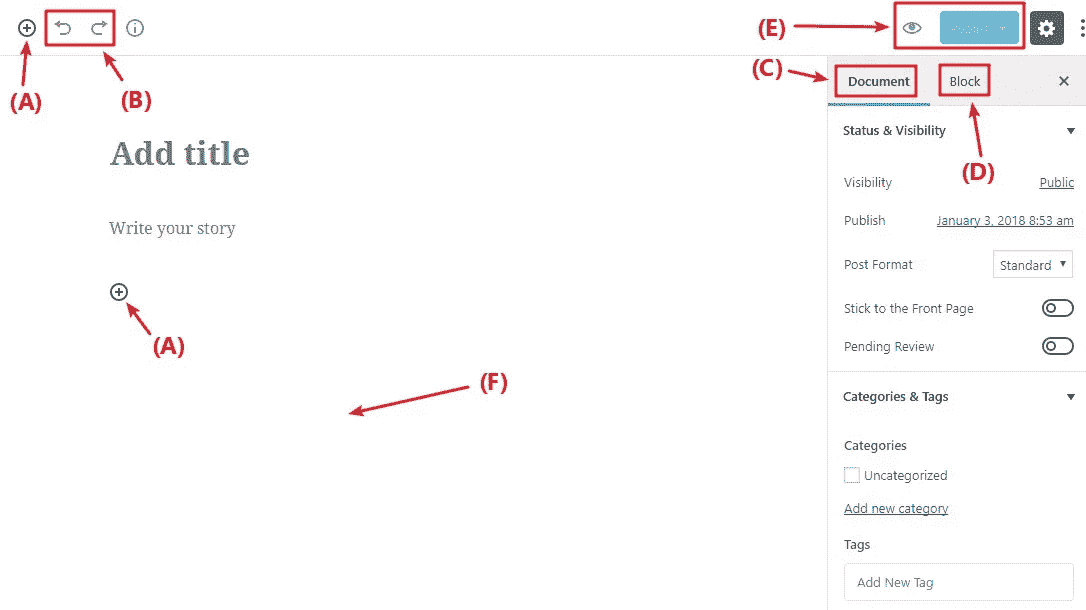 (E)
(C)
Document
Block
(A)
(B)
Status & Visibility
Add title
(D)
Visibility
Public
Publish
January 3, 2018 8:53 am
Write your story
Post Format
Standard
Stick to the Front Page
(A)
Pending Review
(F)
Categories & Tags
Categories
Uncategorized
Add new category
Tags
Add New Tag